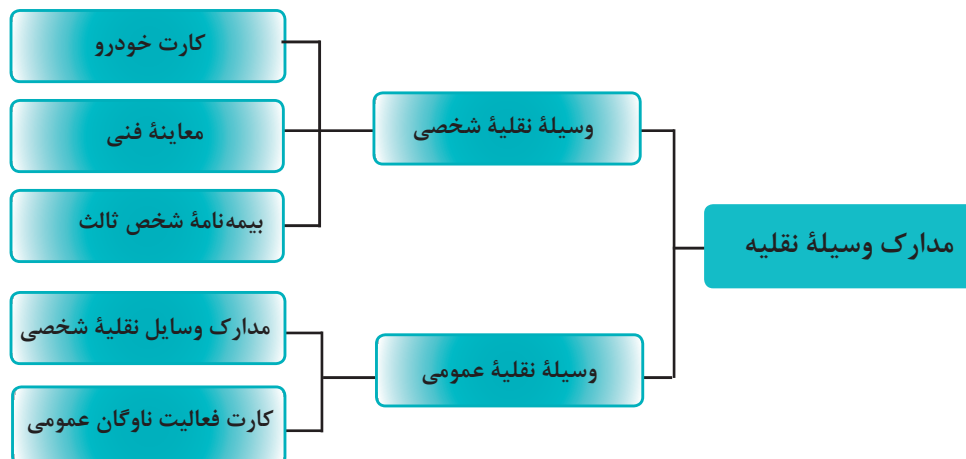 مدارک وسیلهٔ نقلیه
وسیلهٔ نقلیهٔ شخصی
کارت خودرو
معاینهٔ فنی
بیمه‌نامهٔ شخص ثالث
وسیلهٔ نقلیهٔ عمومی
مدارک وسایل نقلیهٔ شخصی
کارت فعالیت ناوگان عمومی